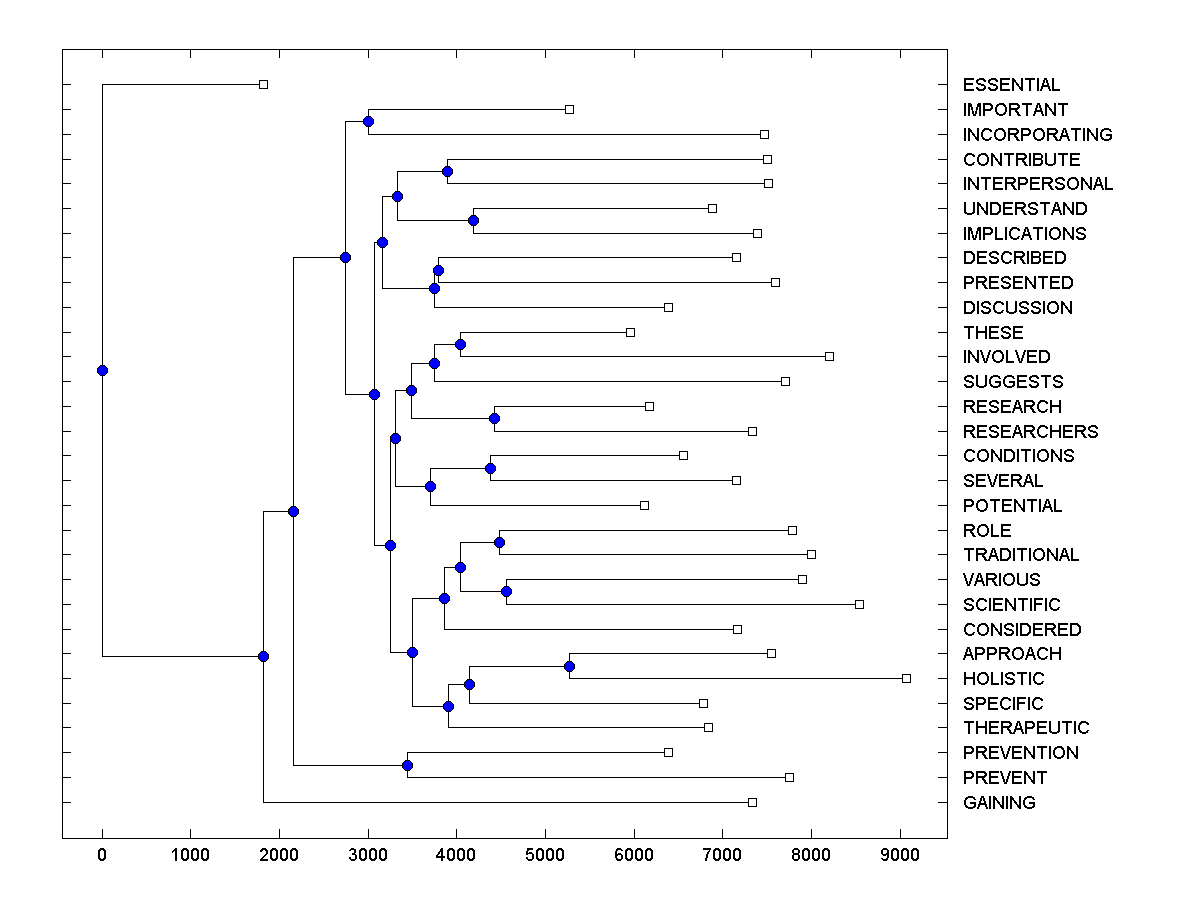 ESSENTIAL
IMPORTANT
INCORPORATING
CONTRIBUTE
INTERPERSONAL
UNDERSTAND
IMPLICATIONS
DESCRIBED
PRESENTED
DISCUSSION
THESE
INVOLVED
SUGGESTS
RESEARCH
RESEARCHERS
CONDITIONS
SEVERAL
POTENTIAL
ROLE
TRADITIONAL
VARIOUS
SCIENTIFIC
CONSIDERED
APPROACH
HOLISTIC
SPECIFIC
THERAPEUTIC
PREVENTION
PREVENT
GAINING
0 1000 2000 3000 4000 5000 6000 7000 8000 9000